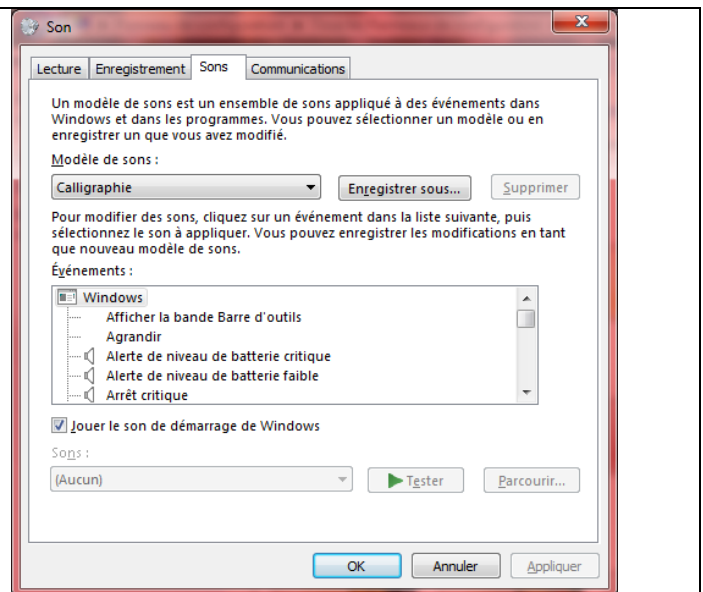 Son
Lecture Enregistrement Sons Communications
Un modèle de sons est un ensemble de sons appliqué à des événements dans
Windows et dans les programmes. Vous pouvez sélectionner un modèle ou en
enregistrer un que vous avez modifié.
Modèle de sons :
Calligraphie Enregistrer sous... Supprimer
Pour modifier des sons, cliquez sur un événement dans la liste suivante, puis
sélectionnez le son à appliquer. Vous pouvez enregistrer les modifications en tant
que nouveau modèle de sons.
Événements :
Windows
Afficher la bande Barre d'outils
Agrandir
Alerte de niveau de batterie critique
Alerte de niveau de batterie faible
Arrêt critique
Jouer le son de démarrage de Windows
Sons :
(Aucun) Tester Parcourir...
OK Annuler Appliquer